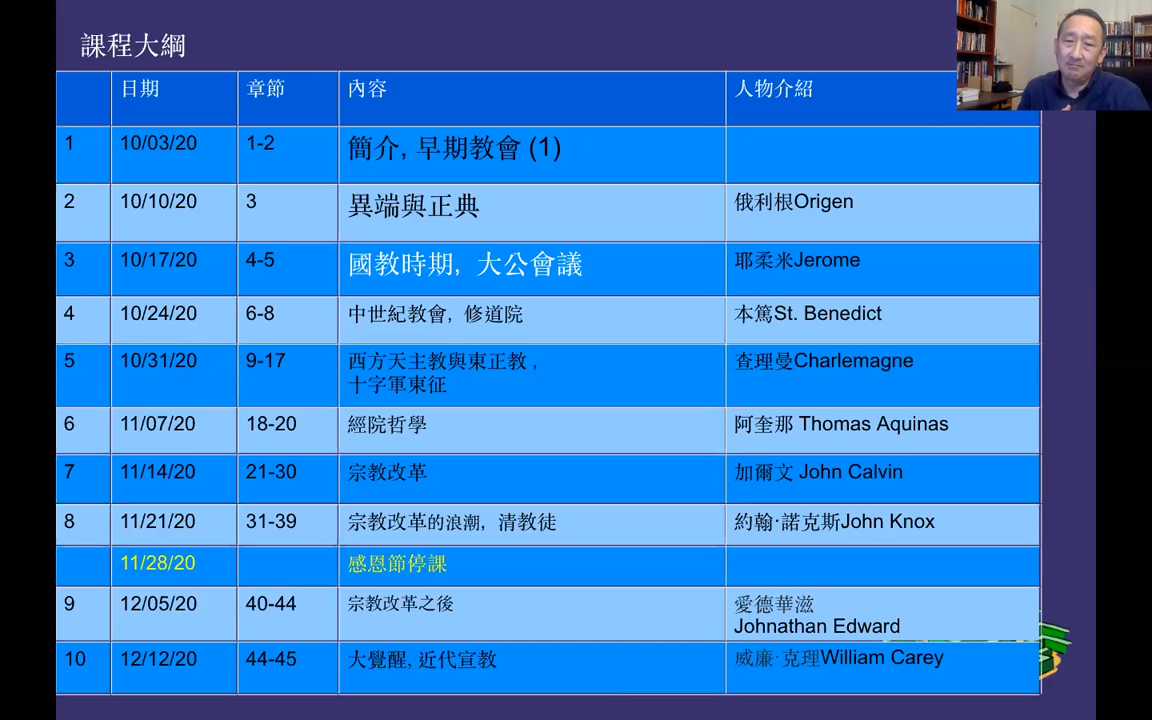 課程大綱
日期 章節 內容 人物介紹
1 10/03/20 1-2 簡介, 早期教會 (1)
2 10/10/20 3 異端與正典 俄利根Origen
3 10/17/20 4-5 國教時期, 大公會議 耶柔米Jerome
4 10/24/20 6-8 中世紀教會, 修道院 本篤St. Benedict
5 10/31/20 9-17 西方天主教與東正教 , 查理曼Charlemagne
十字軍東征
6 11/07/20 18-20 經院哲學 阿奎那 Thomas Aquinas
7 11/14/20 21-30 宗教改革 加爾文 John Calvin
8 11/21/20 31-39 宗教改革的浪潮, 清教徒 約翰·諾克斯John Knox
11/28/20 感恩節停課
9 12/05/20 40-44 宗教改革之後 愛德華滋
Johnathan Edward
10 12/12/20 44-45 大覺醒, 近代宣教 威廉·克理William Carey